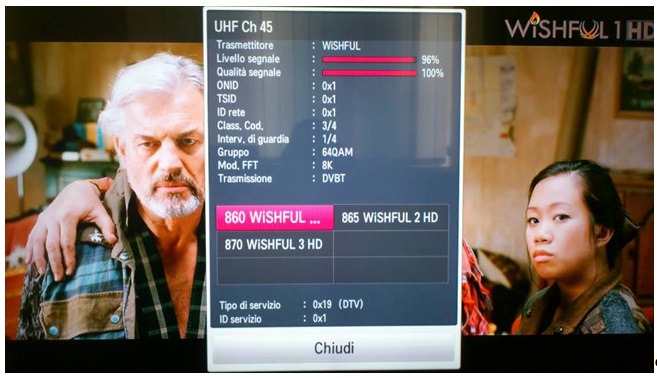 UHF Ch 45
WiSHFUL 1 HD
Trasmettitore : WiSHFUL
Livello segnale : 96%
Qualità segnale : 100%
ONID : 0x1
TSID : 0x1
ID rete : 0x1
Class. Cod. : 3/4
Interv. di guardia : 1/4
Gruppo : 64QAM
Mod. FFT : 8K
Trasmissione : DVBT
860 WiSHFUL ... 865 WiSHFUL 2 HD
870 WiSHFUL 3 HD
Tipo di servizio : 0x19 (DTV)
ID servizio : 0x1
Chiudi